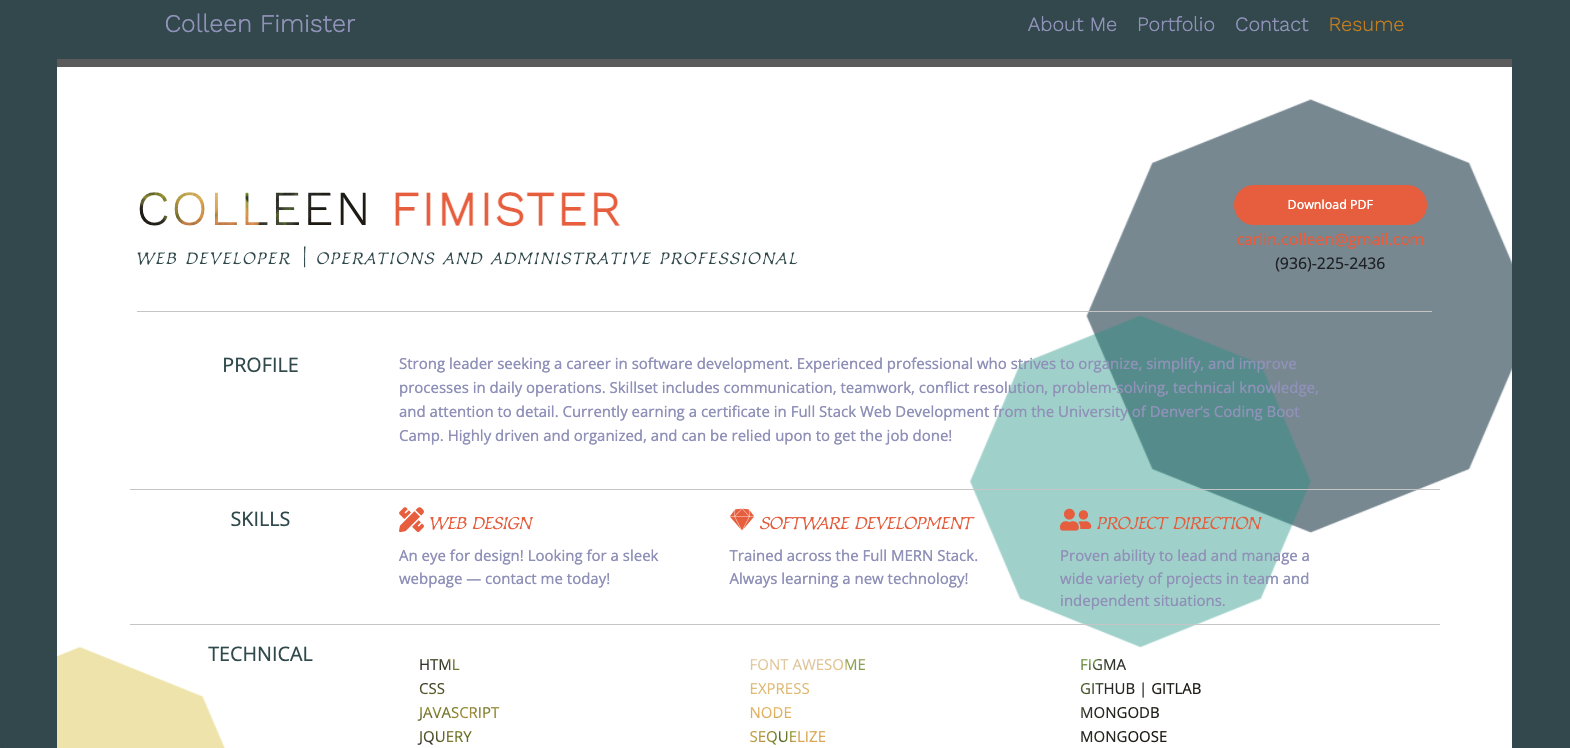 Colleen Fimister
About Me Portfolio Contact Resume
COLLEEN FIMISTER
Download PDF
canin.colleen@gmail.com
WEB DEVELOPER | OPERATIONS AND ADMINISTRATIVE PROFESSIONAL
(936)-225-2436
PROFILE
Strong leader seeking a career in software development. Experienced professional who strives to organize, simplify, and improve
processes in daily operations. Skillset includes communication, teamwork, conflict resolution, problem-solving, technical knowledge,
and attention to detail. Currently earning a certificate in Full Stack Web Development from the University of Denver's Coding Boot
Camp. Highly driven and organized, and can be relied upon to get the job done!
SKILLS
WEB DESIGN
An eye for design! Looking for a sleek
webpage — contact me today!
SOFTWARE DEVELOPMENT
Trained across the Full MERN Stack.
Always learning a new technology!
PROJECT DIRECTION
Proven ability to lead and manage a
wide variety of projects in team and
independent situations.
TECHNICAL
HTML
CSS
JAVASCRIPT
JQUERY
FONT AWESOME
EXPRESS
NODE
SEQUELIZE
FIGMA
GITHUB | GITLAB
MONGODB
MONGOOSE